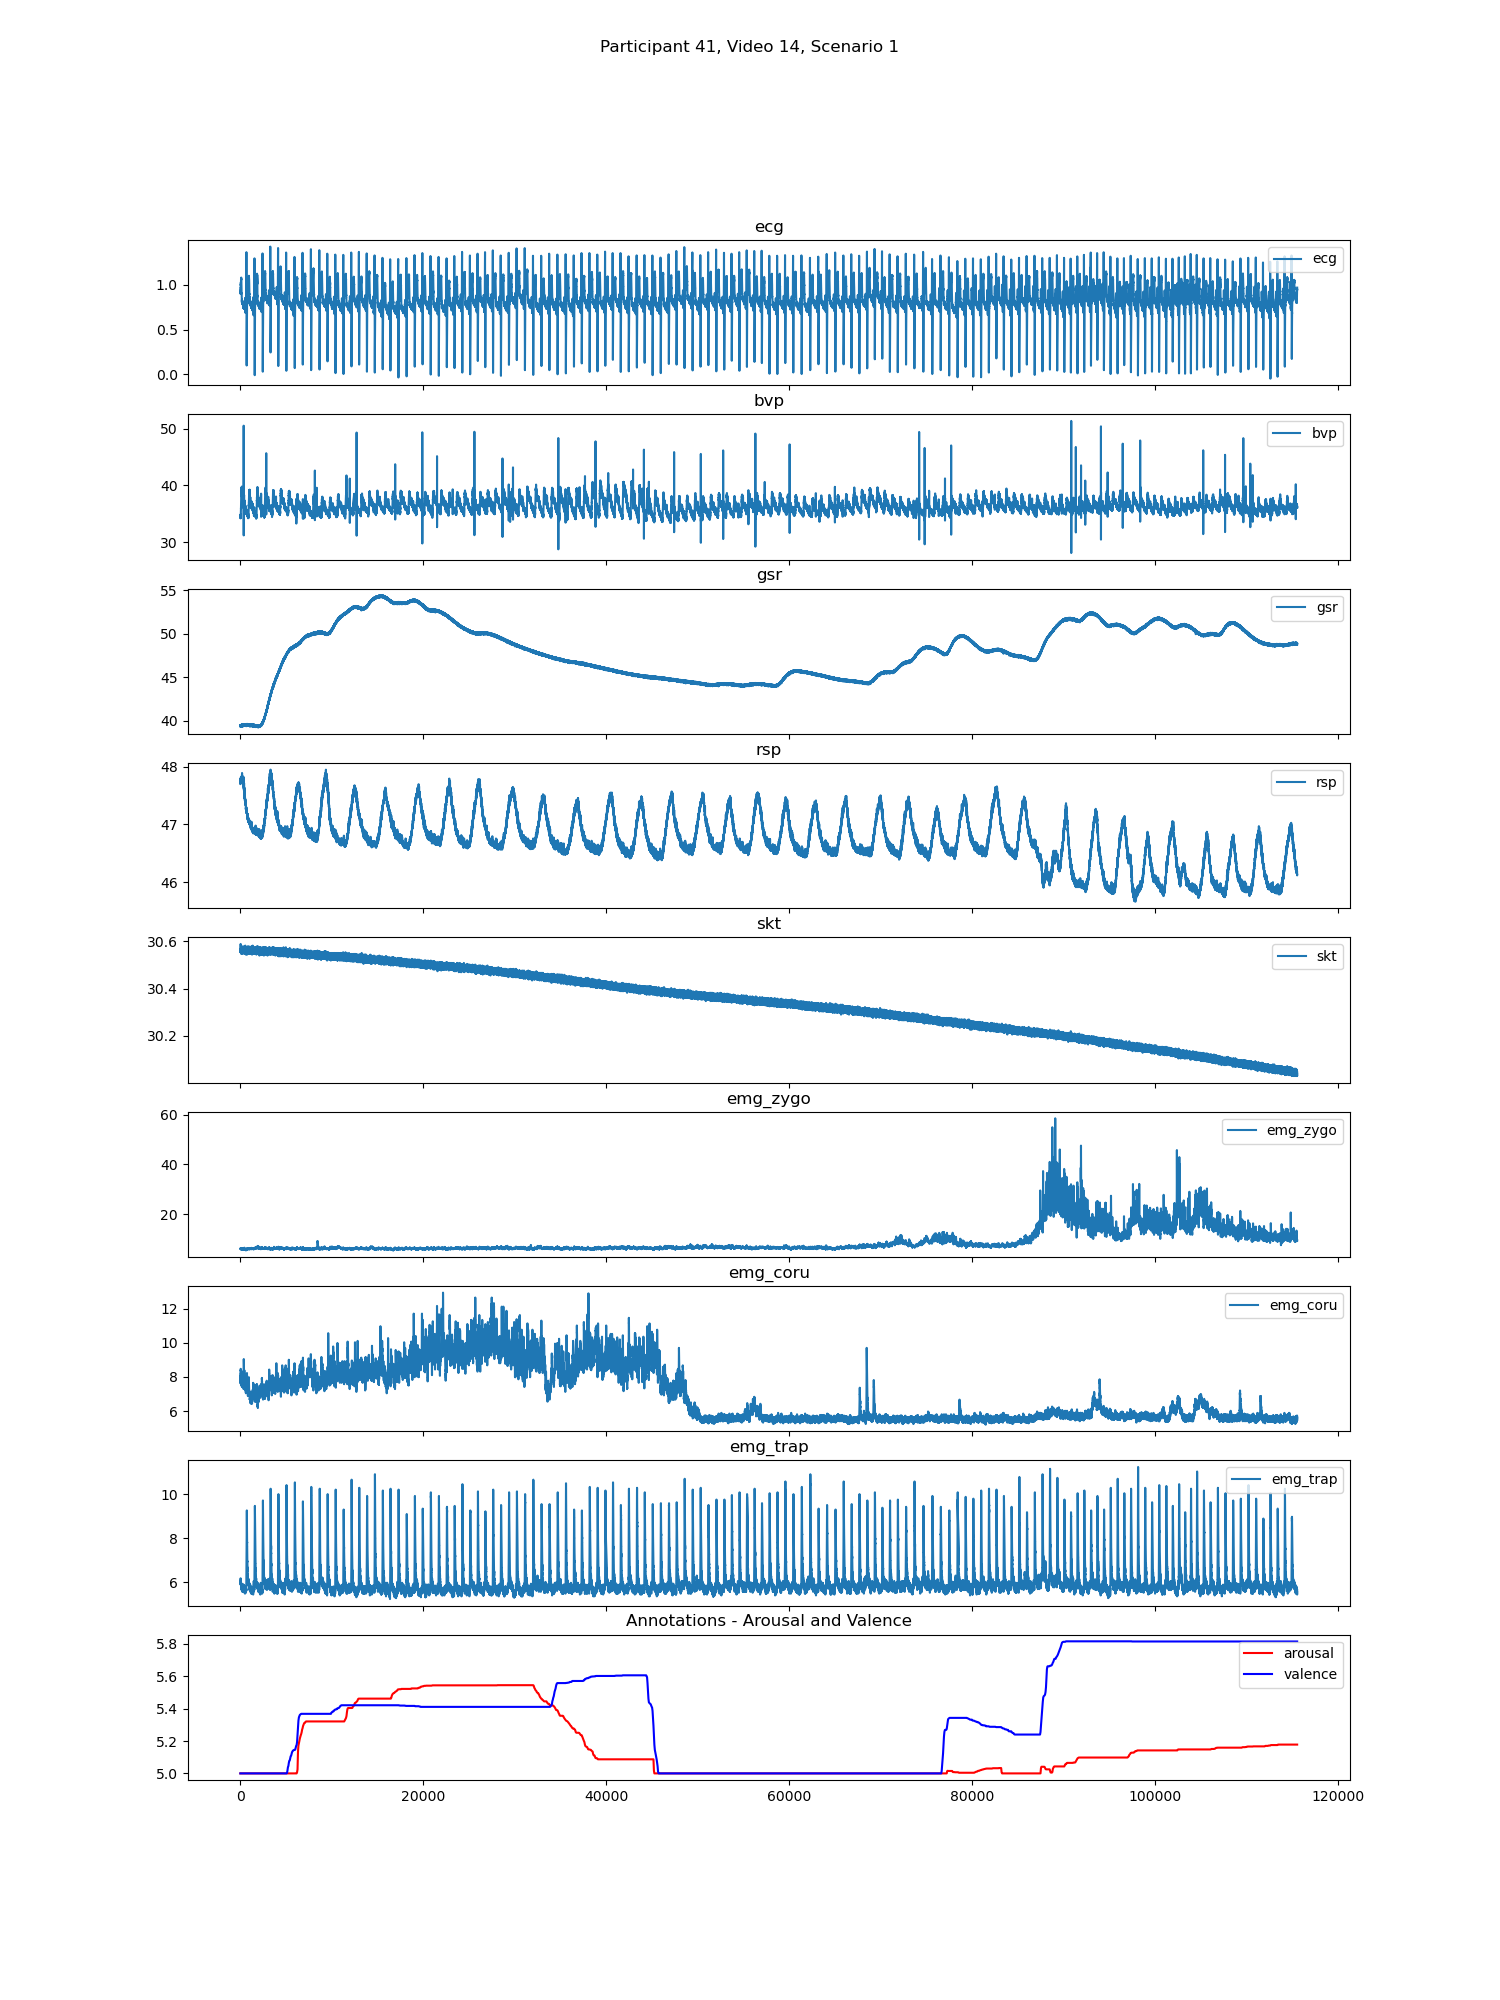 Participant 41, Video 14, Scenario 1
ecg
ecg
1.0
0.5
0.0
bvp
bvp
50
40
30
gsr
gsr
55
50
45
40
rsp
rsp
48
47
46
skt
skt
30.6
30.4
30.2
emg_zygo
emg_zygo
60
40
20
emg_coru
emg_coru
12
10
8
6
emg_trap
emg_trap
10
8
6
Annotations - Arousal and Valence
arousal
valence
5.8
5.6
5.4
5.2
5.0
0 20000 40000 60000 80000 100000 120000